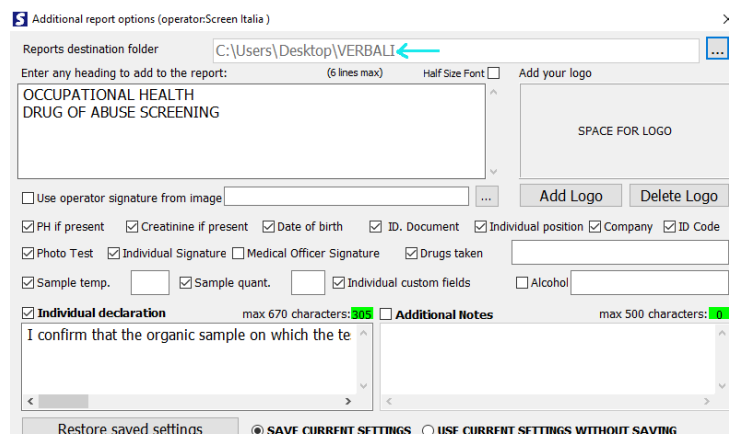 Additional report options (operator:Screen Italia )
Reports destination folder C:\Users\Desktop\VERBALI ...
Enter any heading to add to the report: (6 lines max) Half Size Font Add your logo
OCCUPATIONAL HEALTH
DRUG OF ABUSE SCREENING
SPACE FOR LOGO
Use operator signature from image ... Add Logo Delete Logo
PH if present Creatinine if present Date of birth ID. Document Individual position Company ID Code
Photo Test Individual Signature Medical Officer Signature Drugs taken
Sample temp. Sample quant. Individual custom fields Alcohol
Individual declaration max 670 characters: 305 Additional Notes max 500 characters: 0
I confirm that the organic sample on which the te
Restore saved settings SAVE CURRENT SETTINGS USE CURRENT SETTINGS WITHOUT SAVING